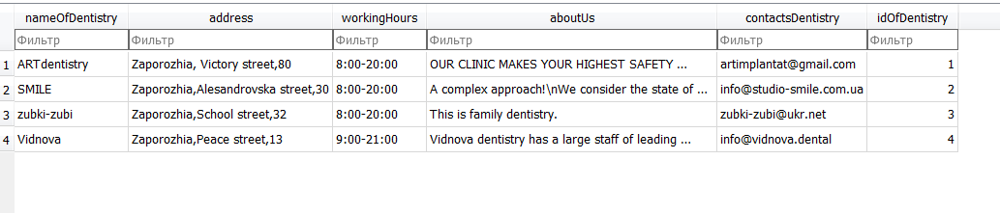 nameOfDentistry address workingHours aboutUs contactsDentistry idOfDentistry
Фильтр Фильтр Фильтр Фильтр Фильтр Фильтр
1 ARTdentistry Zaporozhia, Victory street,80 8:00-20:00 OUR CLINIC MAKES YOUR HIGHEST SAFETY ... artimplantat@gmail.com 1
2 SMILE Zaporozhia,Alesandrovska street,30 8:00-20:00 A complex approach!\nWe consider the state of ... info@studio-smile.com.ua 2
3 zubki-zubi Zaporozhia,School street,32 8:00-20:00 This is family dentistry. zubki-zubi@ukr.net 3
4 Vidnova Zaporozhia,Peace street,13 9:00-21:00 Vidnova dentistry has a large staff of leading ... info@vidnova.dental 4